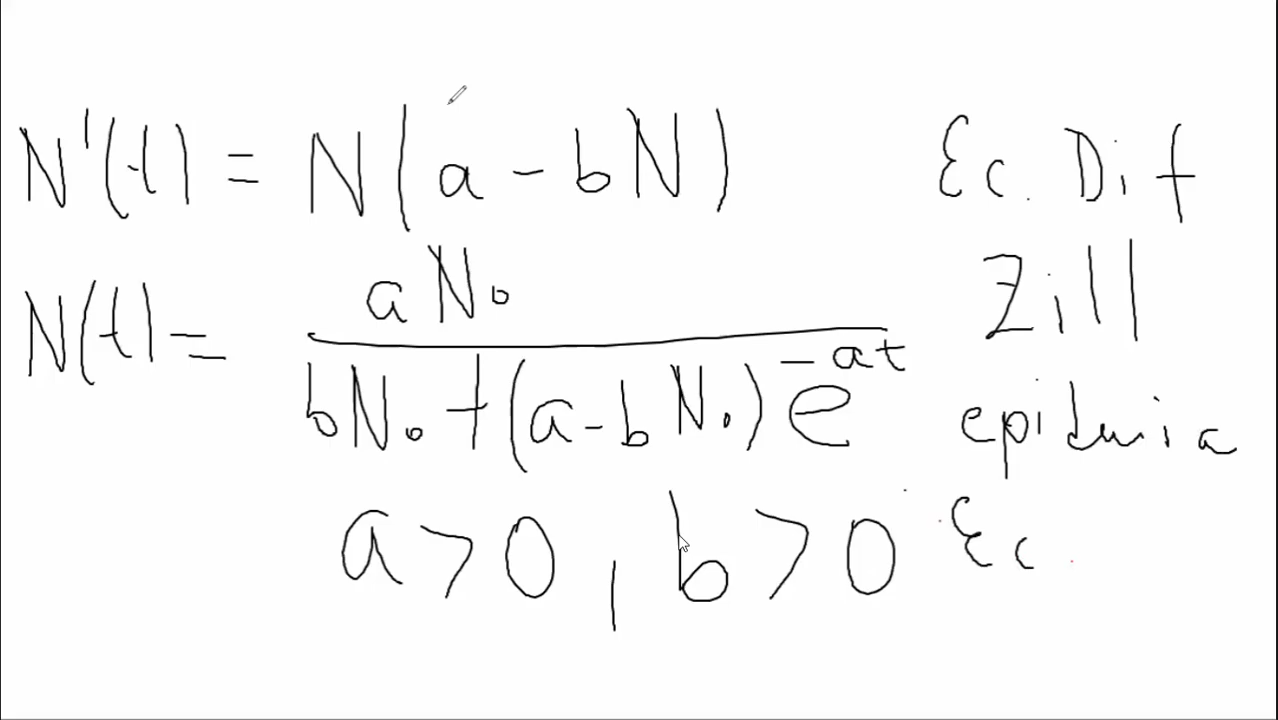 N'(t) = N(a - bN)
N(t) = aN₀ / bN₀ + (a - bN₀)e^-at
a > 0, b > 0
Ec. Dif
Zill
epidemia
Ec